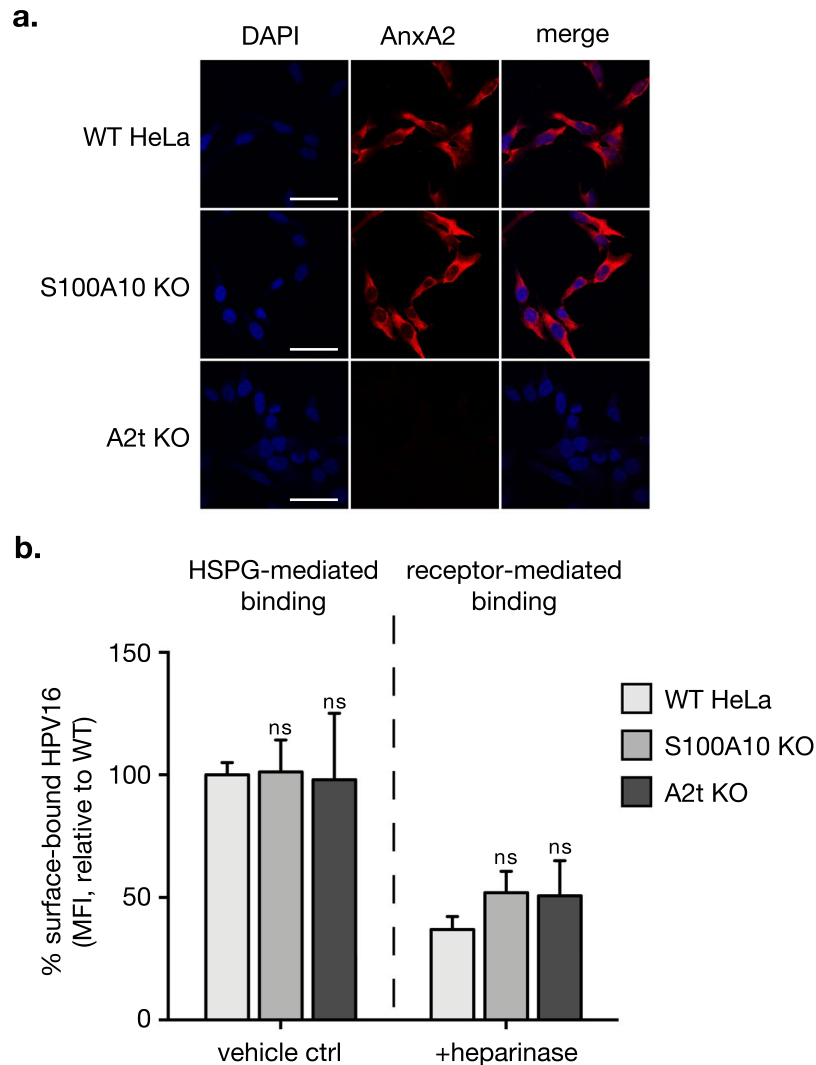 a.
DAPI AnxA2 merge
WT HeLa
S100A10 KO
A2t KO
b.
HSPG-mediated binding
receptor-mediated binding
% surface-bound HPV16
(MFI, relative to WT)
150
100
50
0
ns
ns
ns
ns
vehicle ctrl
+heparinase
WT HeLa
S100A10 KO
A2t KO